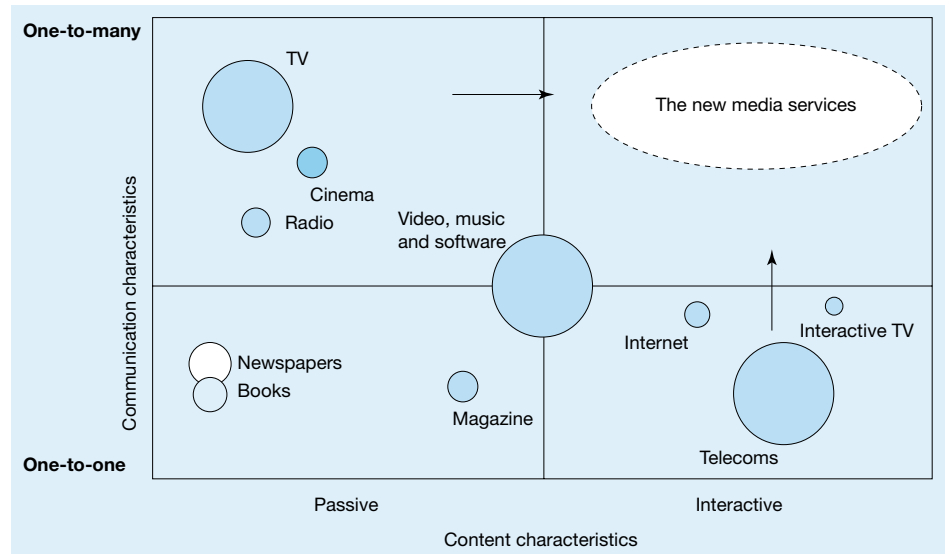 One-to-many
TV
The new media services
Cinema
Radio
Video, music
and software
Communication characteristics
Internet
Interactive TV
Newspapers
Books
Magazine
Telecoms
One-to-one
Passive
Interactive
Content characteristics